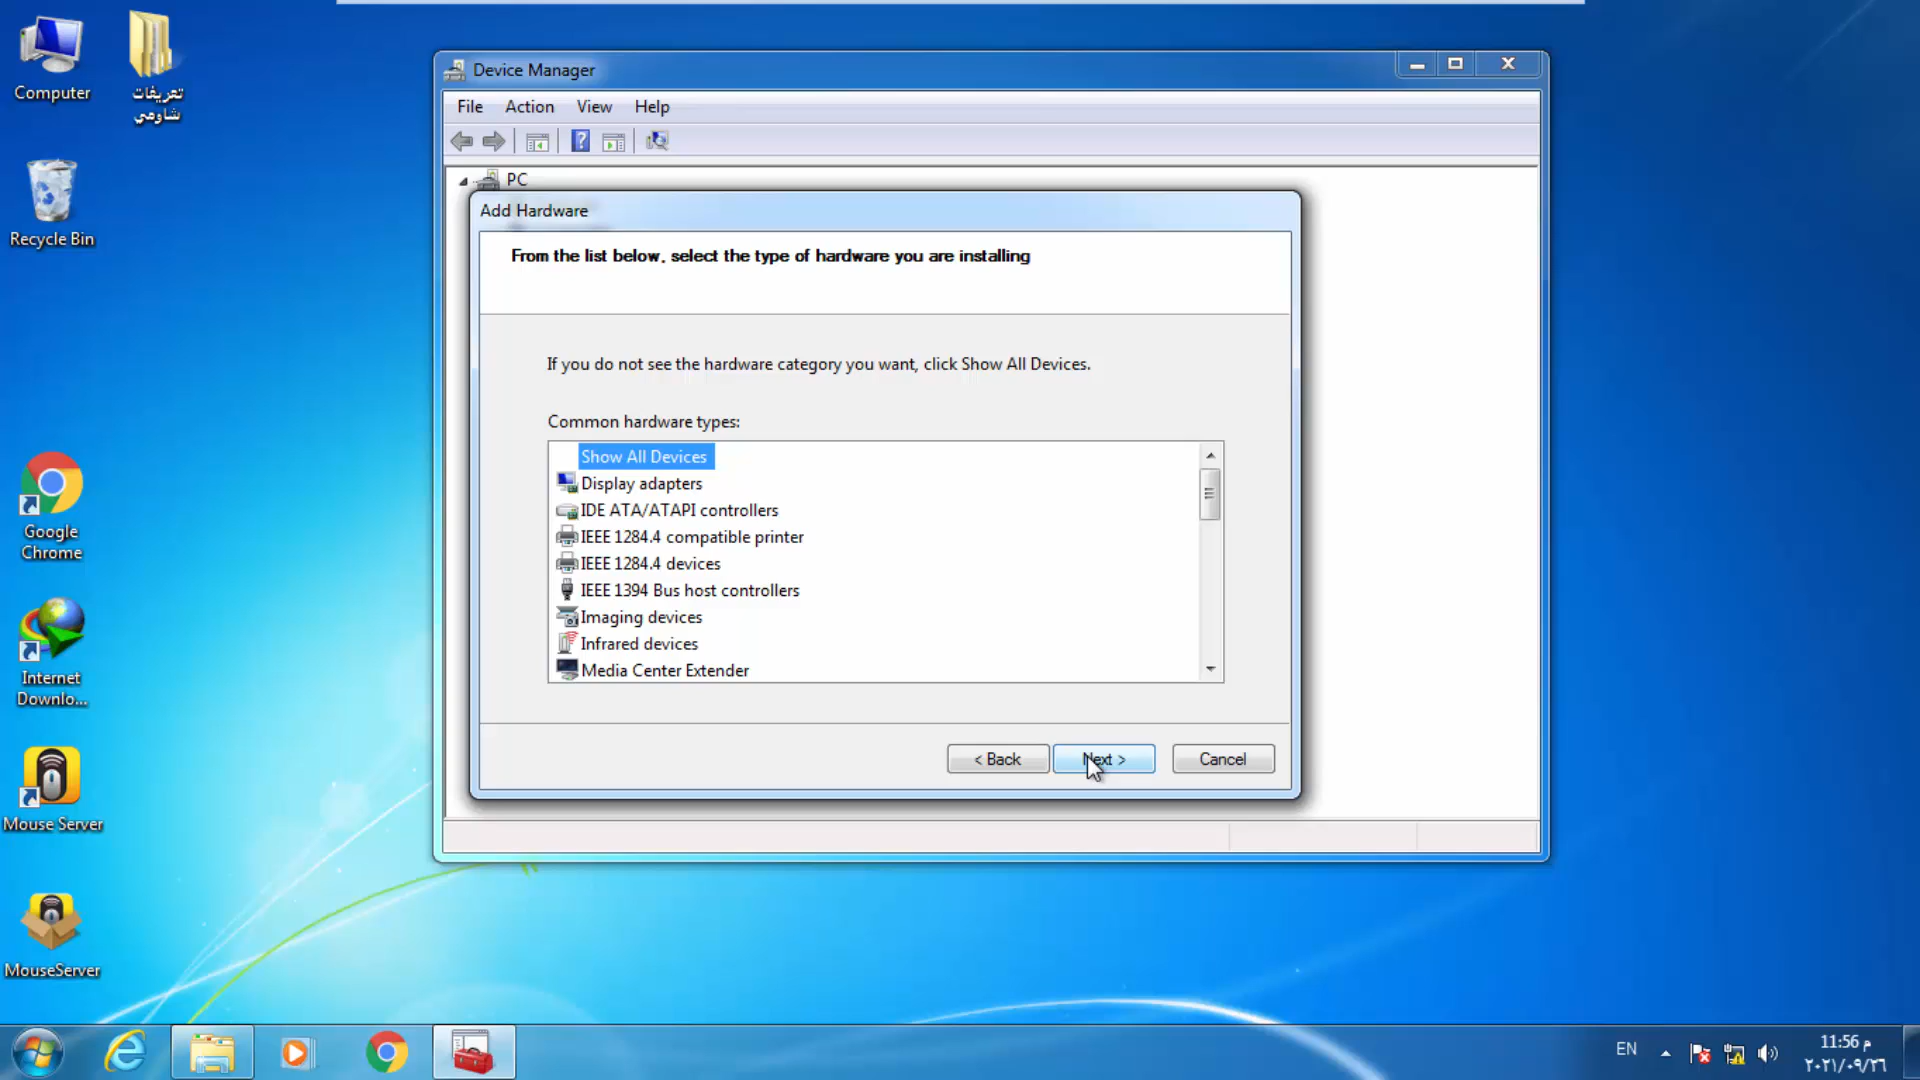 Computer
تعريفات
شاومي
Recycle Bin
Google
Chrome
Internet
Downlo...
Mouse Server
MouseServer
Device Manager
File Action View Help
PC
Add Hardware
From the list below, select the type of hardware you are installing
If you do not see the hardware category you want, click Show All Devices.
Common hardware types:
Show All Devices
Display adapters
IDE ATA/ATAPI controllers
IEEE 1284.4 compatible printer
IEEE 1284.4 devices
IEEE 1394 Bus host controllers
Imaging devices
Infrared devices
Media Center Extender
< Back Next > Cancel
EN
11:56 م
٢٠٢١/٠٩/٢٦